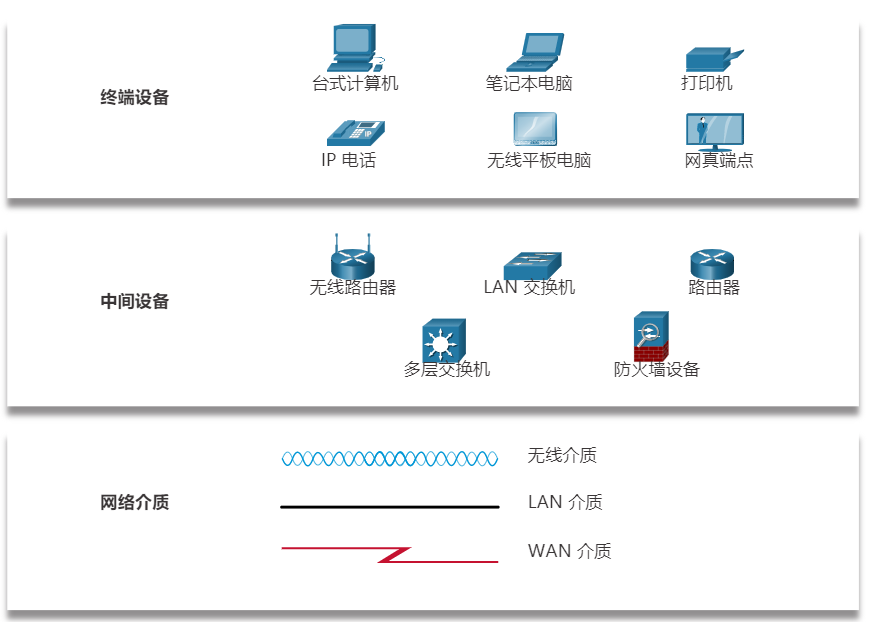 终端设备
台式计算机
笔记本电脑
打印机
IP 电话
无线平板电脑
网真端点
中间设备
无线路由器
LAN 交换机
路由器
多层交换机
防火墙设备
网络介质
无线介质
LAN 介质
WAN 介质